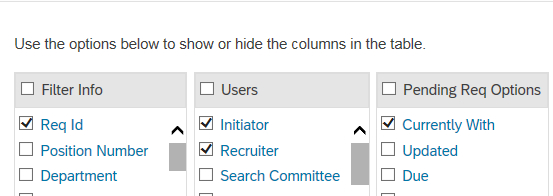 Use the options below to show or hide the columns in the table.
Filter Info
Req Id
Position Number
Department
Users
Initiator
Recruiter
Search Committee
Pending Req Options
Currently With
Updated
Due